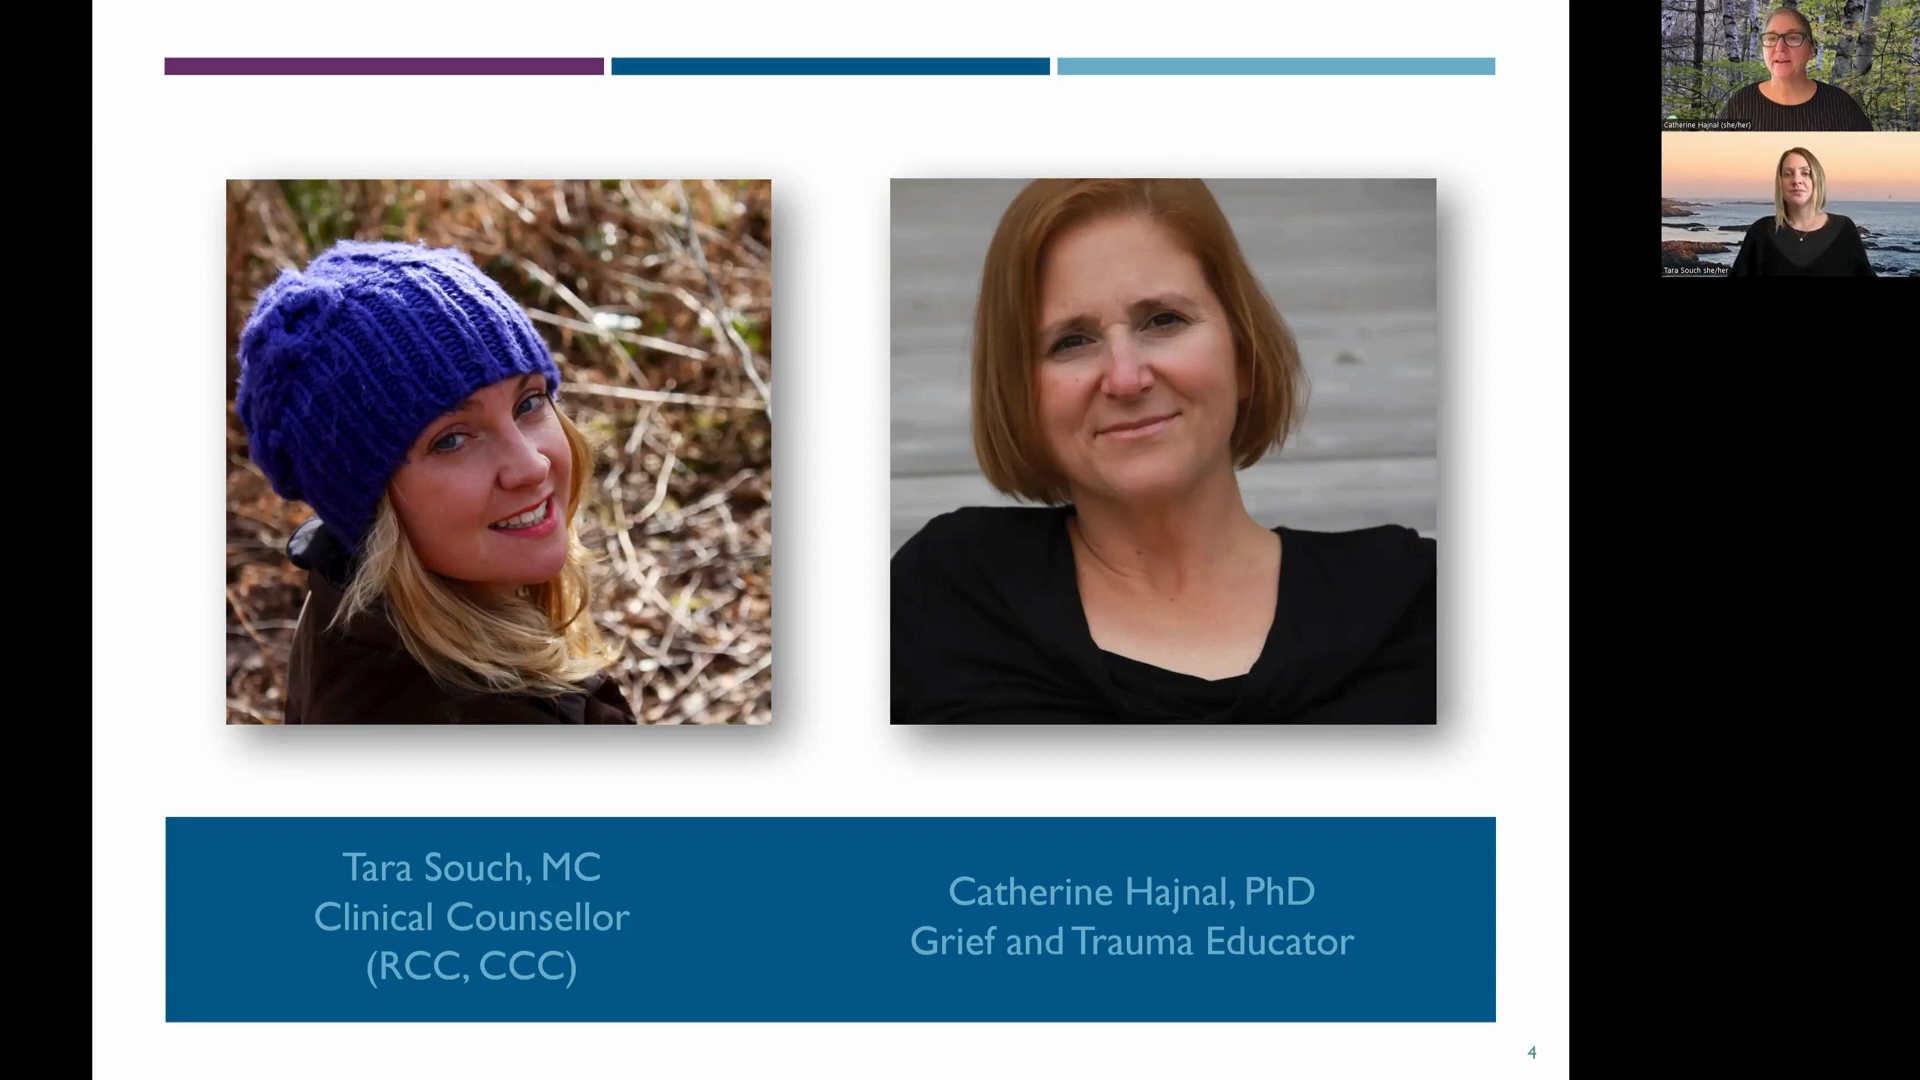 Tara Souch, MC
Clinical Counsellor
(RCC, CCC)
Catherine Hajnal, PhD
Grief and Trauma Educator
4
Catherine Hajnal (she/her)
Tara Souch she/her